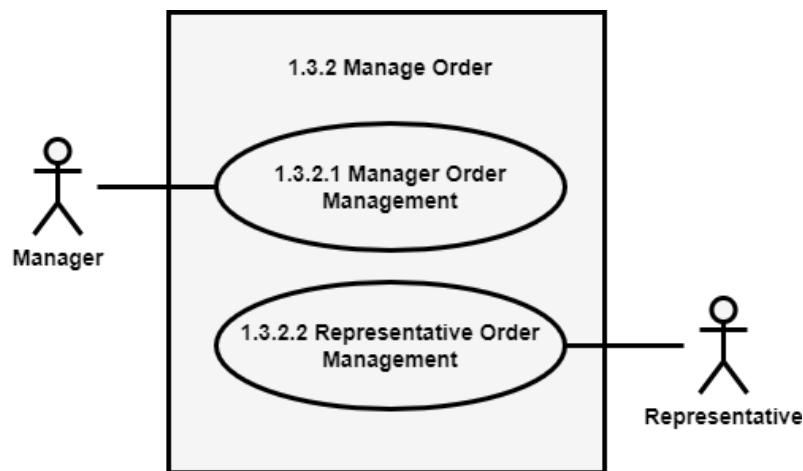 1.3.2 Manage Order
1.3.2.1 Manager Order
Management
Manager
1.3.2.2 Representative Order
Management
Representative